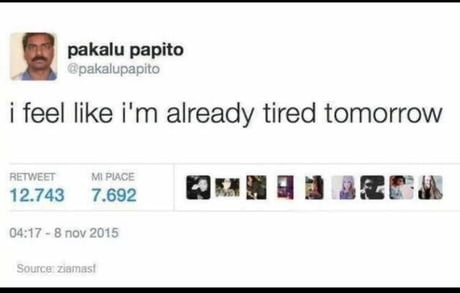 pakalu papito
@pakalupapito
i feel like i'm already tired tomorrow
RETWEET MI PIACE
12.743 7.692
04:17 - 8 nov 2015
Source: ziamasf